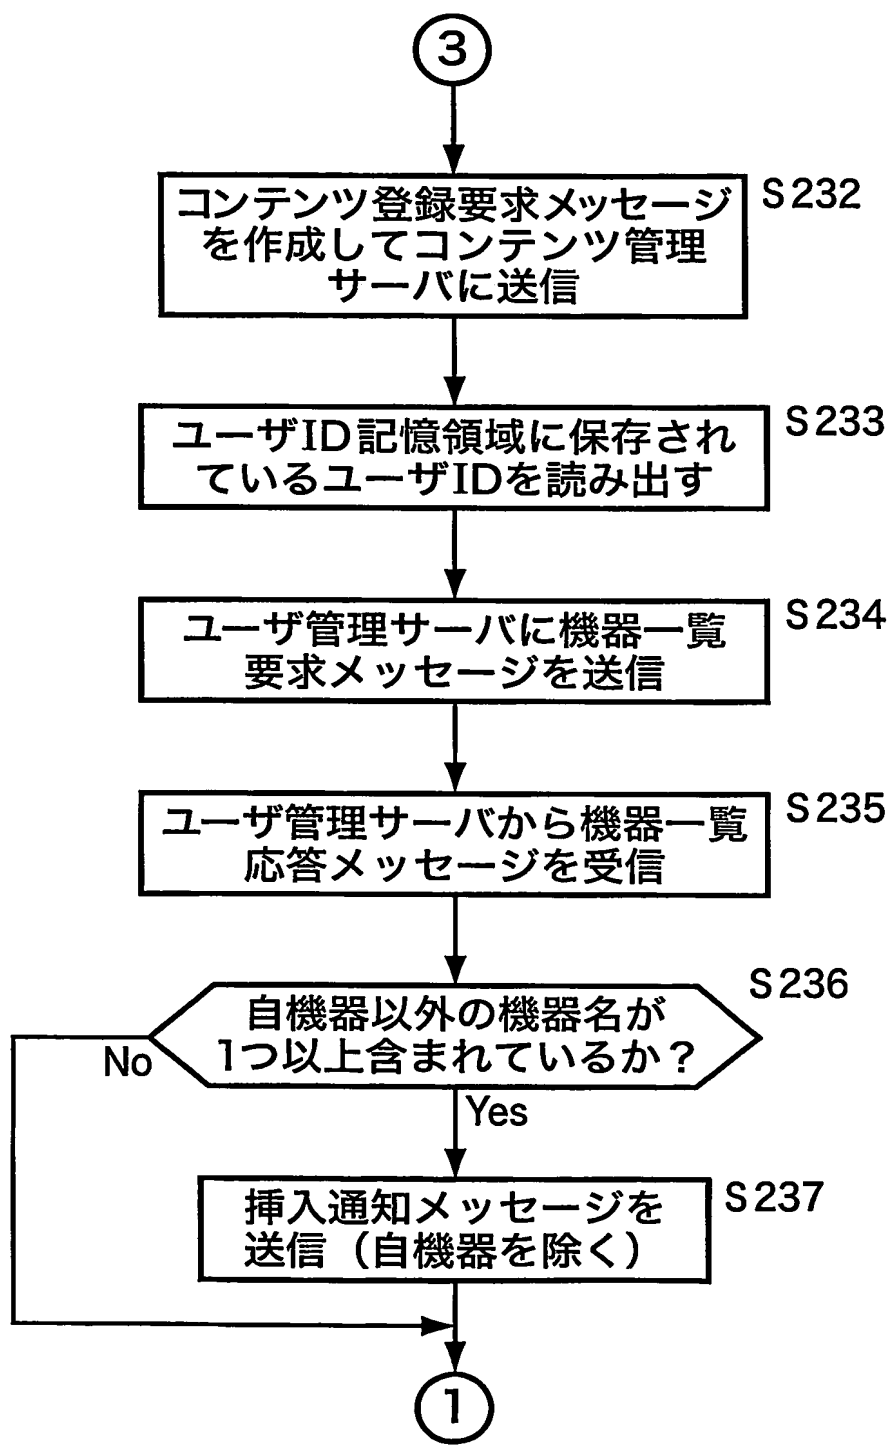 3
コンテンツ登録要求メッセージ
を作成してコンテンツ管理
サーバに送信
S232
ユーザID記憶領域に保存され
ているユーザIDを読み出す
S233
ユーザ管理サーバに機器一覧
要求メッセージを送信
S234
ユーザ管理サーバから機器一覧
応答メッセージを受信
S235
自機器以外の機器名が
1つ以上含まれているか？
S236
No
Yes
挿入通知メッセージを
送信（自機器を除く）
S237
1